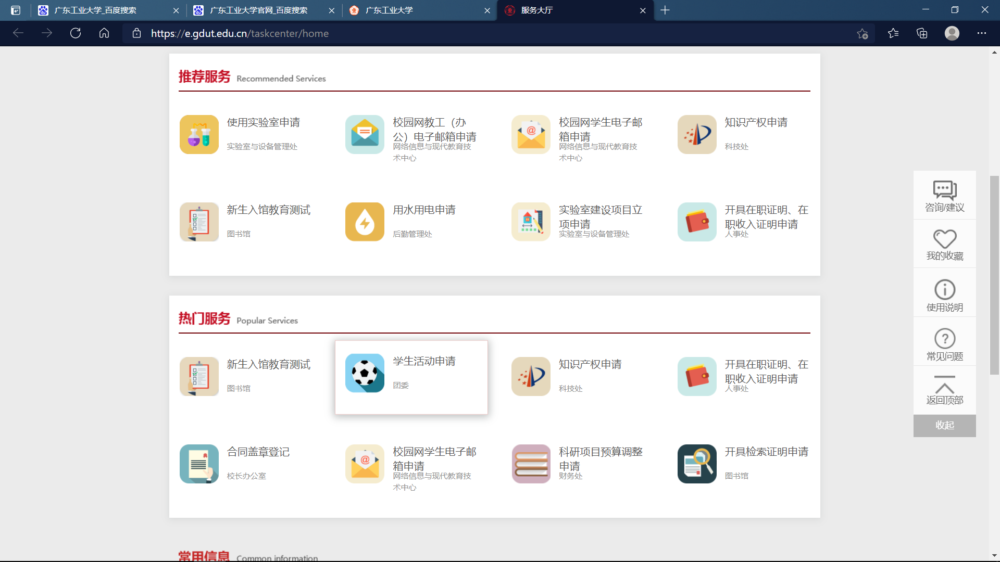 广东工业大学_百度搜索
广东工业大学官网_百度搜索
广东工业大学
服务大厅
https://e.gdut.edu.cn/taskcenter/home
推荐服务 Recommended Services
使用实验室申请
实验室与设备管理处
校园网教工（办
公）电子邮箱申请
网络信息与现代教育技
术中心
校园网学生电子邮
箱申请
网络信息与现代教育技
术中心
知识产权申请
科技处
新生入馆教育测试
图书馆
用水用电申请
后勤管理处
实验室建设项目立
项申请
实验室与设备管理处
开具在职证明、在
职收入证明申请
人事处
热门服务 Popular Services
新生入馆教育测试
图书馆
学生活动申请
团委
知识产权申请
科技处
开具在职证明、在
职收入证明申请
人事处
合同盖章登记
校长办公室
校园网学生电子邮
箱申请
网络信息与现代教育技
术中心
科研项目预算调整
申请
财务处
开具检索证明申请
图书馆
常用信息 Common information
咨询/建议
我的收藏
使用说明
常见问题
返回顶部
收起